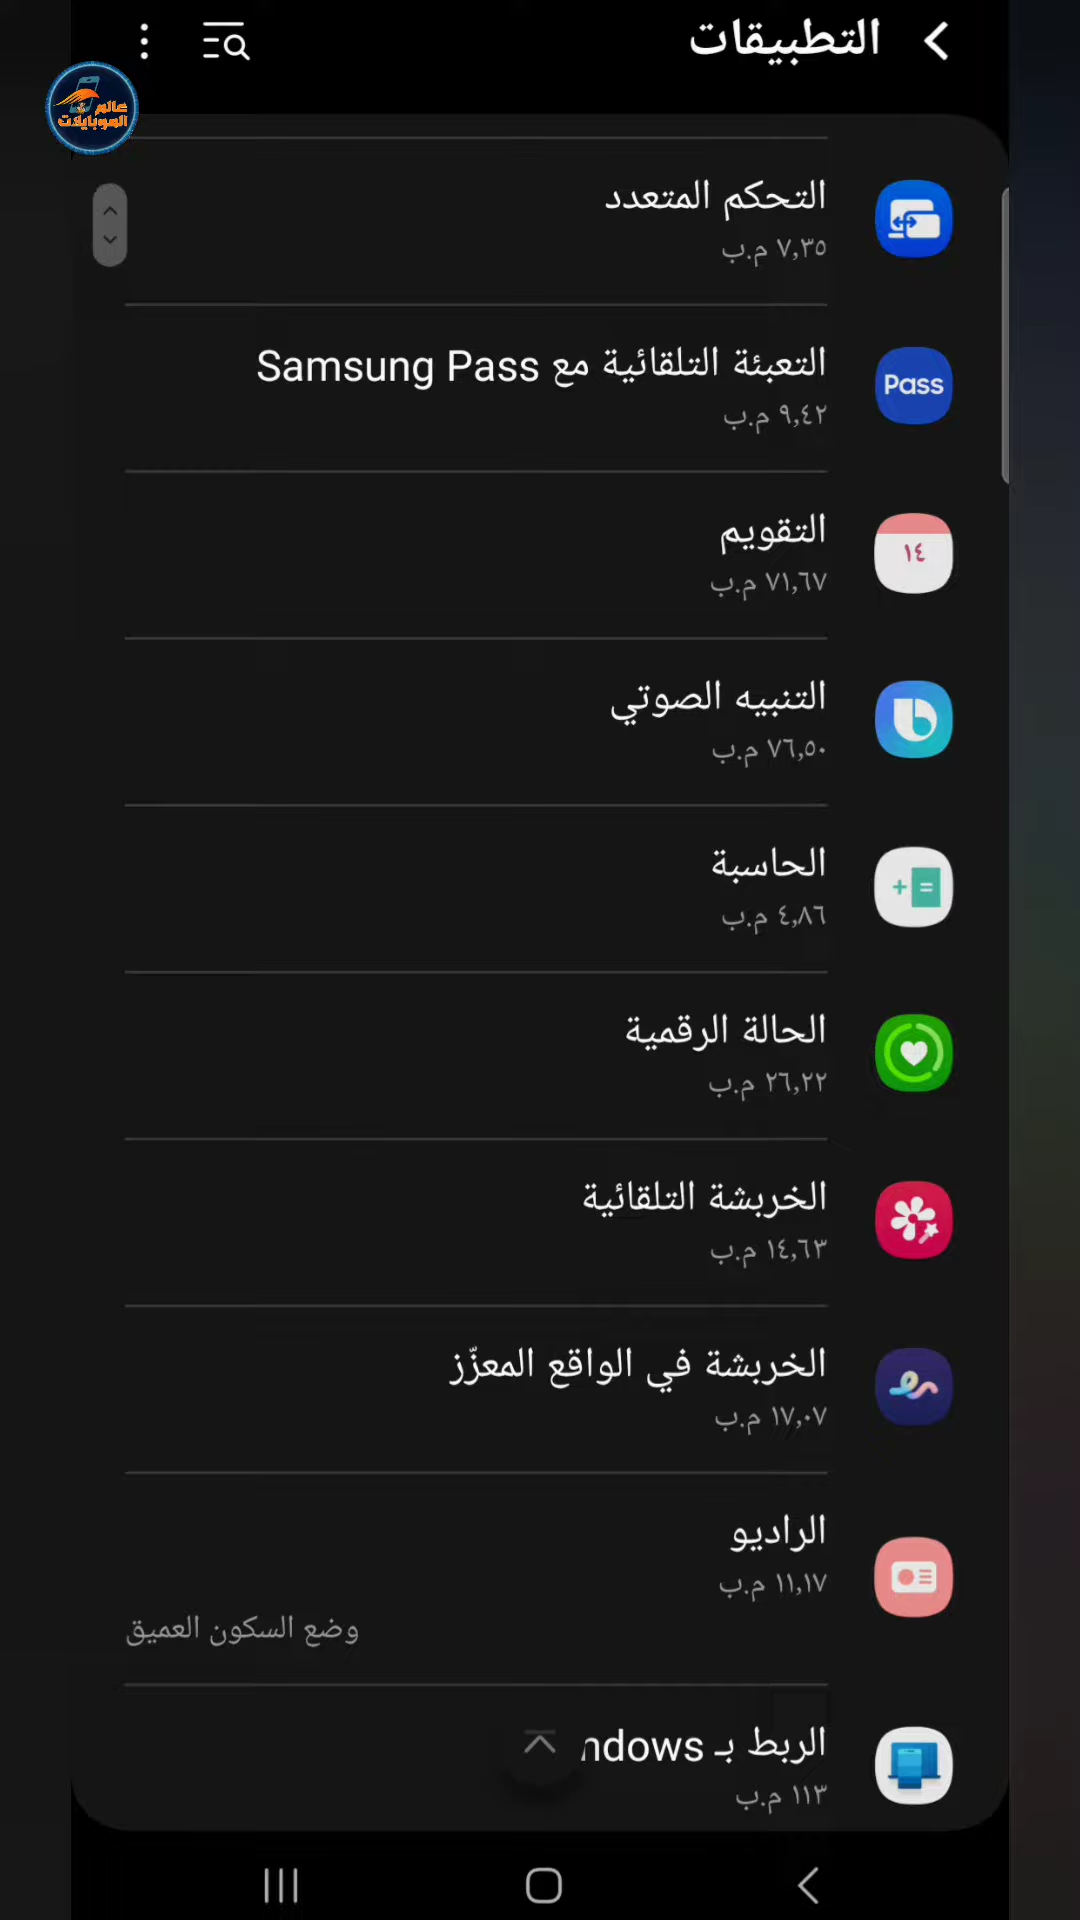 التطبيقات
عالم
الموبايلات
التحكم المتعدد
٧,٣٥ م.ب
التعبئة التلقائية مع Samsung Pass
Pass
٩,٤٢ م.ب
التقويم
١٤
٧١,٦٧ م.ب
التنبيه الصوتي
٧٦,٥٠ م.ب
الحاسبة
٤,٨٦ م.ب
الحالة الرقمية
٢٦,٢٢ م.ب
الخربشة التلقائية
١٤,٦٣ م.ب
الخربشة في الواقع المعزّز
١٧,٠٧ م.ب
الراديو
١١,١٧ م.ب
وضع السكون العميق
الربط بـ ndows
١١٣ م.ب